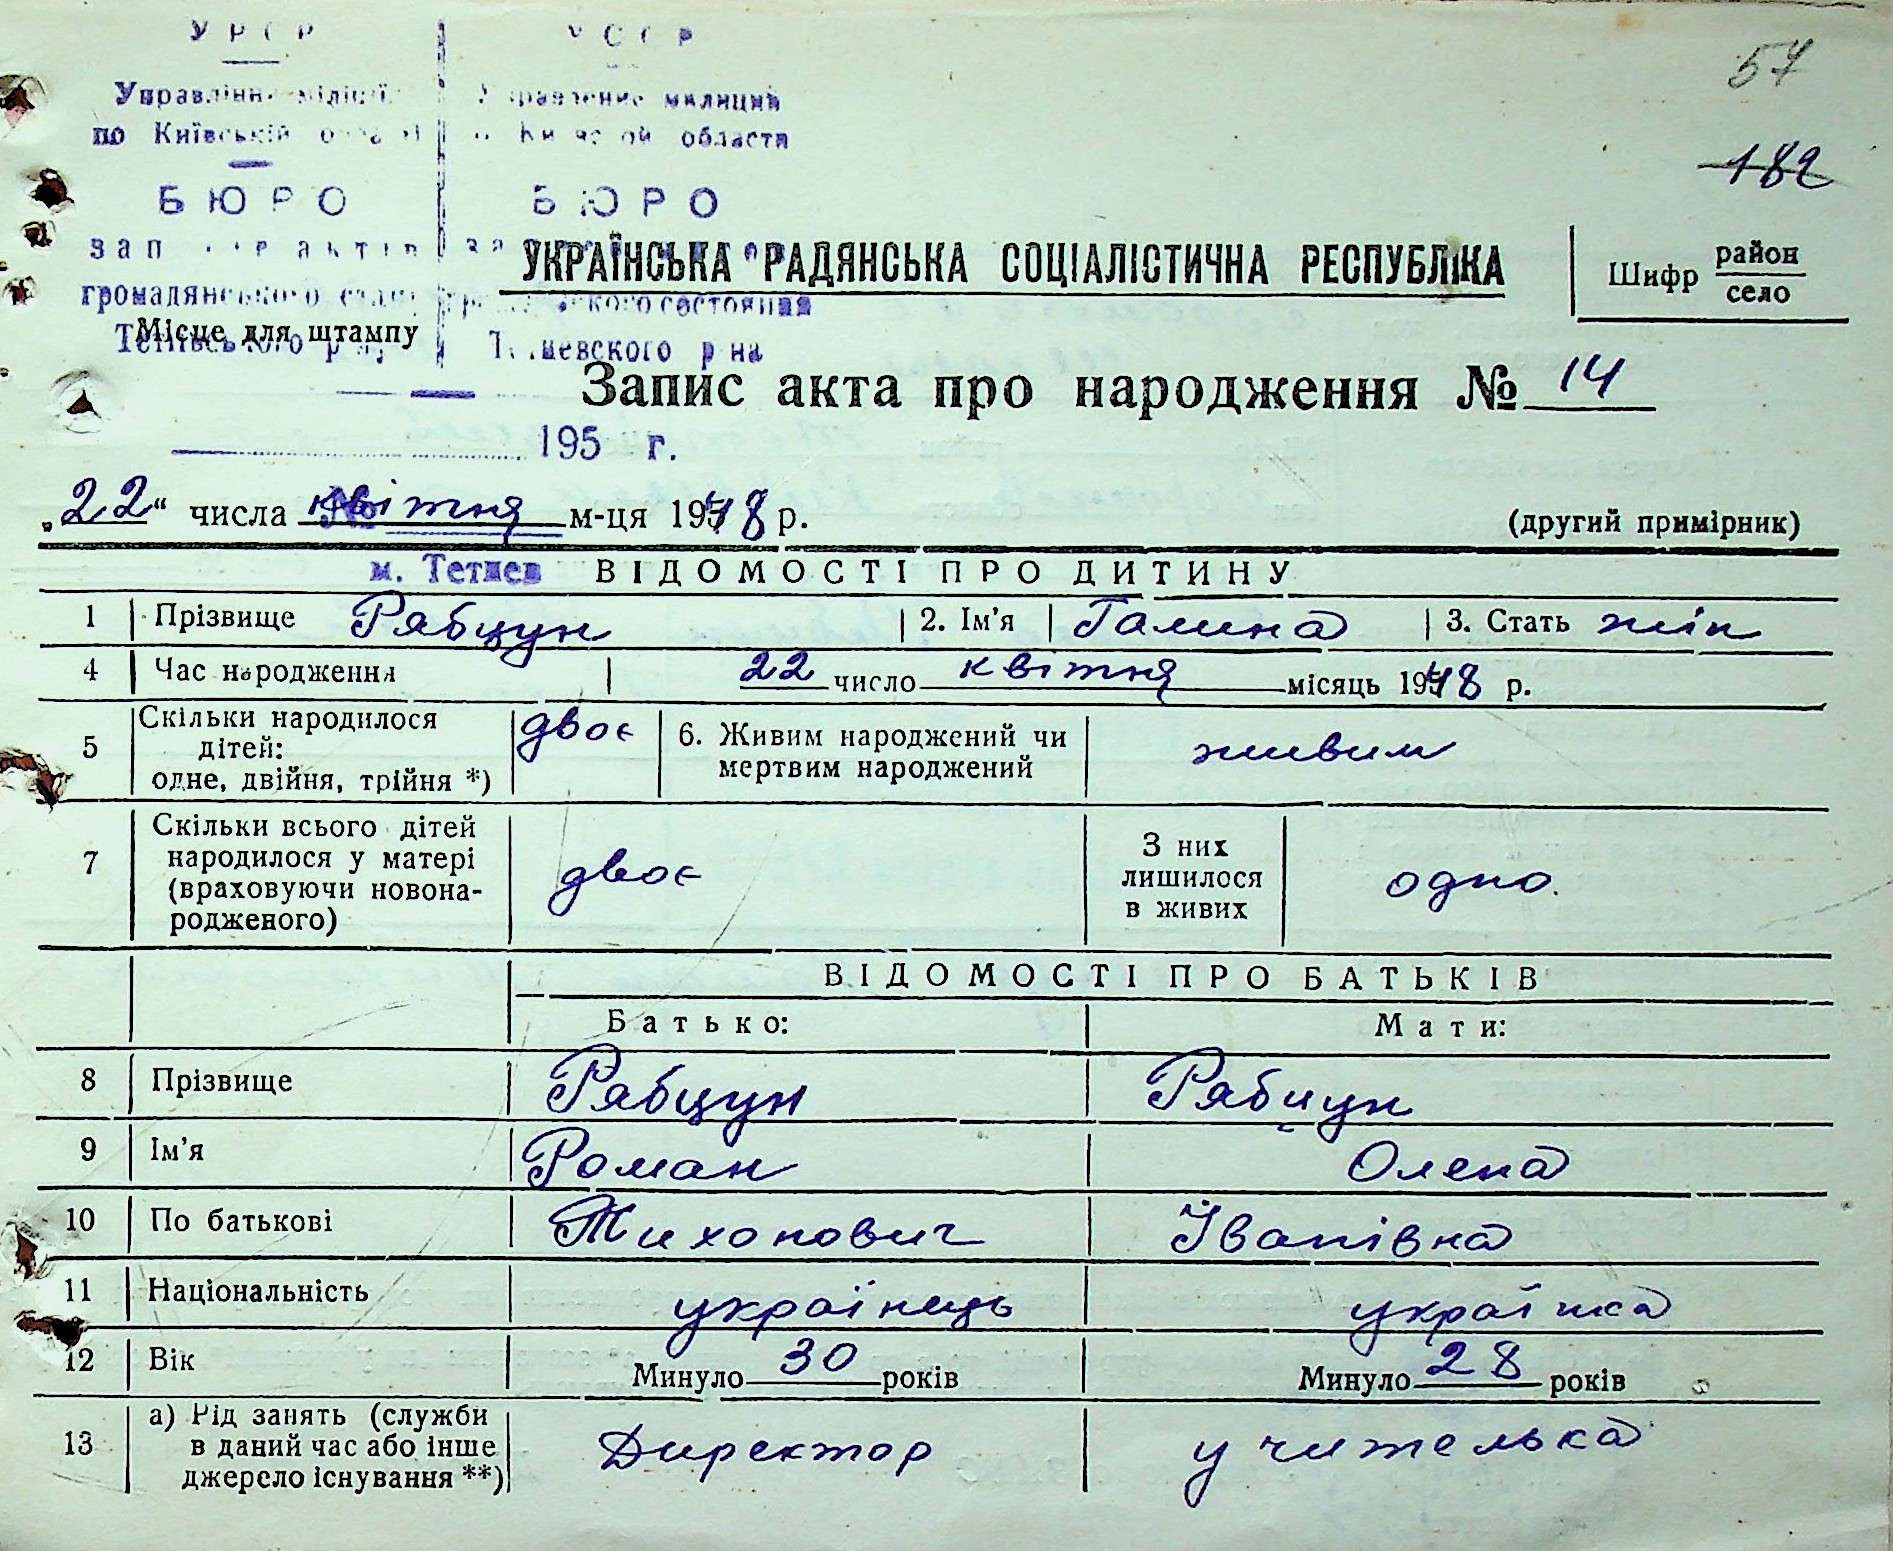 УРСР УССР
57
Управління міліції Управление милиции
по Київській области
182
БЮРО БЮРО
УКРАЇНСЬКА РАДЯНСЬКА СОЦІАЛІСТИЧНА РЕСПУБЛІКА
Шифр район
село
громадянського
Місце для штампу
Тетіївського р-ну Тетиевского р-на
Запис акта про народження № 14
195 г.
„22“ числа квітня м-ця 1948 р.
(другий примірник)
м. Тетиев ВІДОМОСТІ ПРО ДИТИНУ
1 Прізвище Рябцун 2. Ім'я Галина 3. Стать жін
4 Час народження 22 число квітня місяць 1948 р.
5 Скільки народилося дітей: одне, двійня, трійня *) двоє 6. Живим народжений чи мертвим народжений живим
7 Скільки всього дітей народилося у матері (враховуючи новона-родженого) двоє З них лишилося в живих одно.
ВІДОМОСТІ ПРО БАТЬКІВ
Батько: Мати:
8 Прізвище Рябцун Рябцун
9 Ім'я Роман Олена
10 По батькові Тихонович Іванівна
11 Національність українець українка
12 Вік Минуло 30 років Минуло 28 років
13 а) Рід занять (служби в даний час або інше джерело існування **) Директор учителька